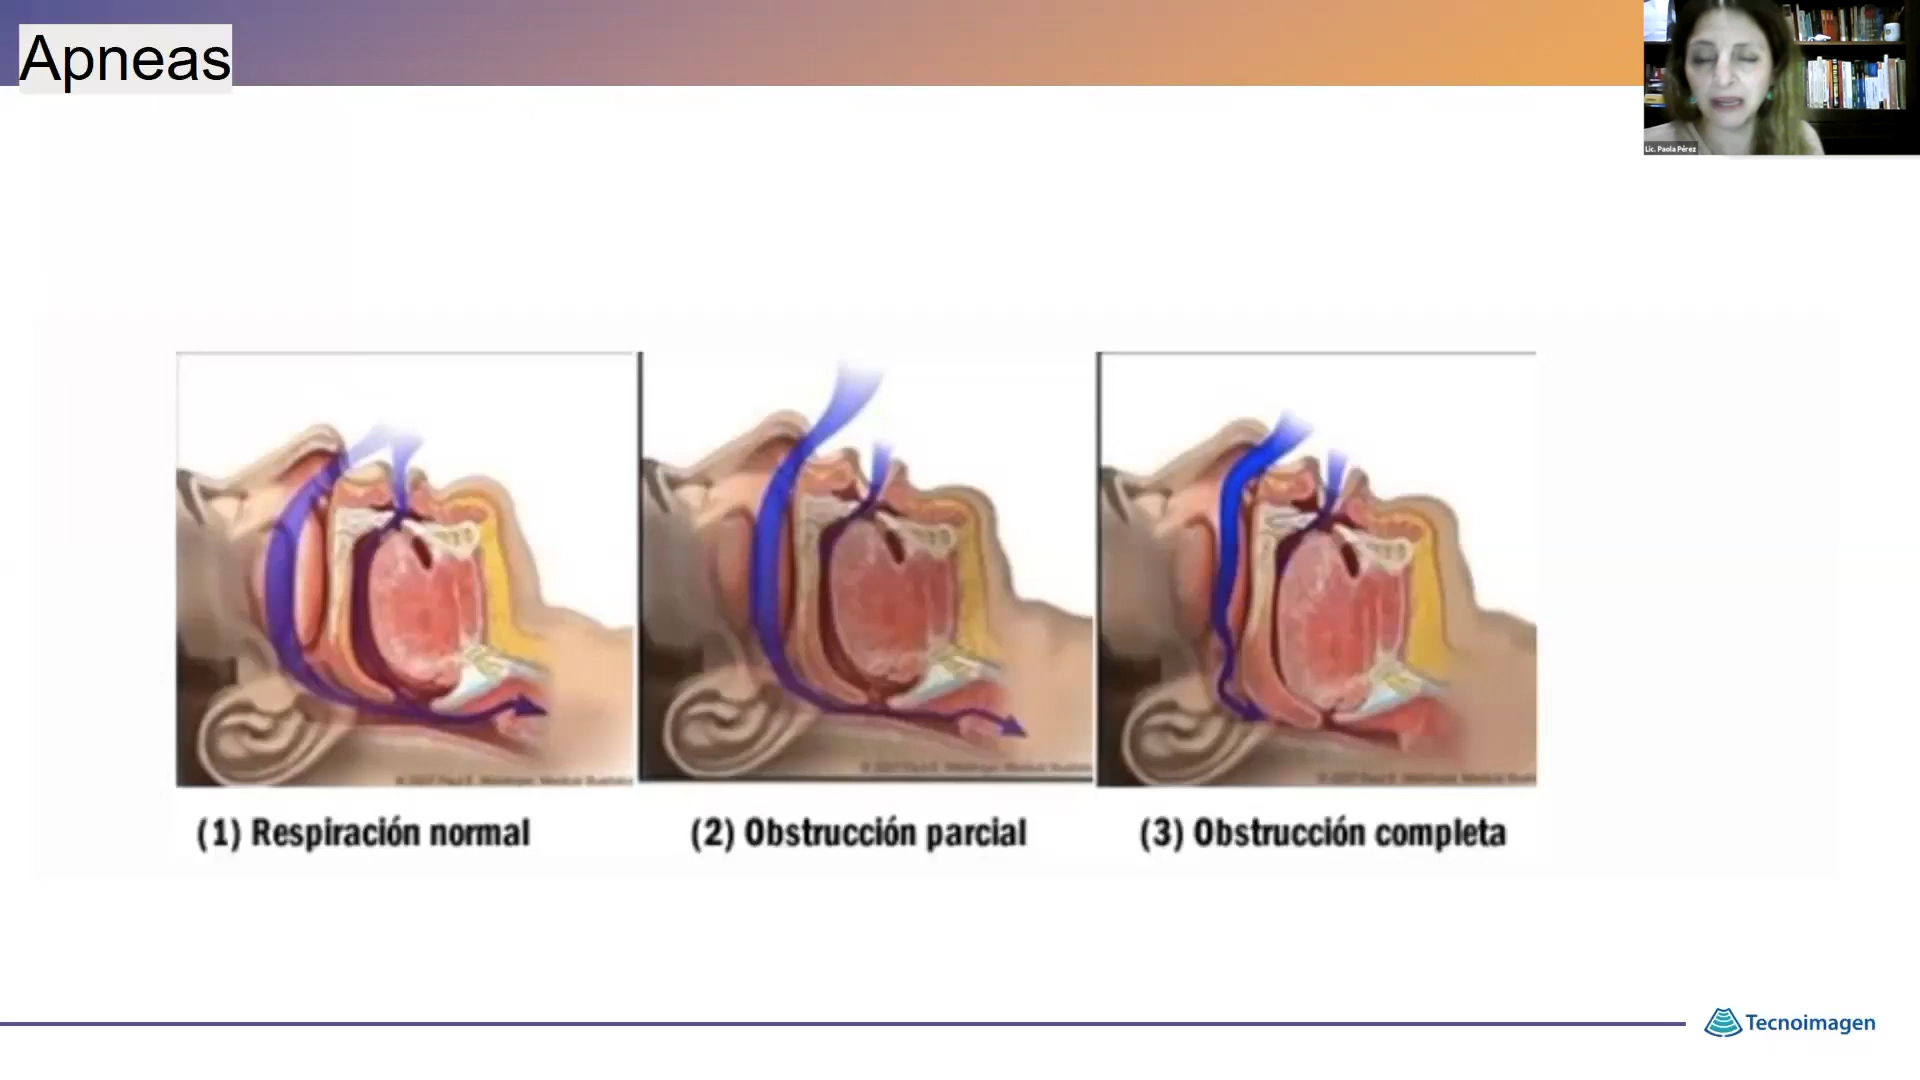 Apneas
Lic. Paola Pérez
(1) Respiración normal
(2) Obstrucción parcial
(3) Obstrucción completa
Tecnoimagen